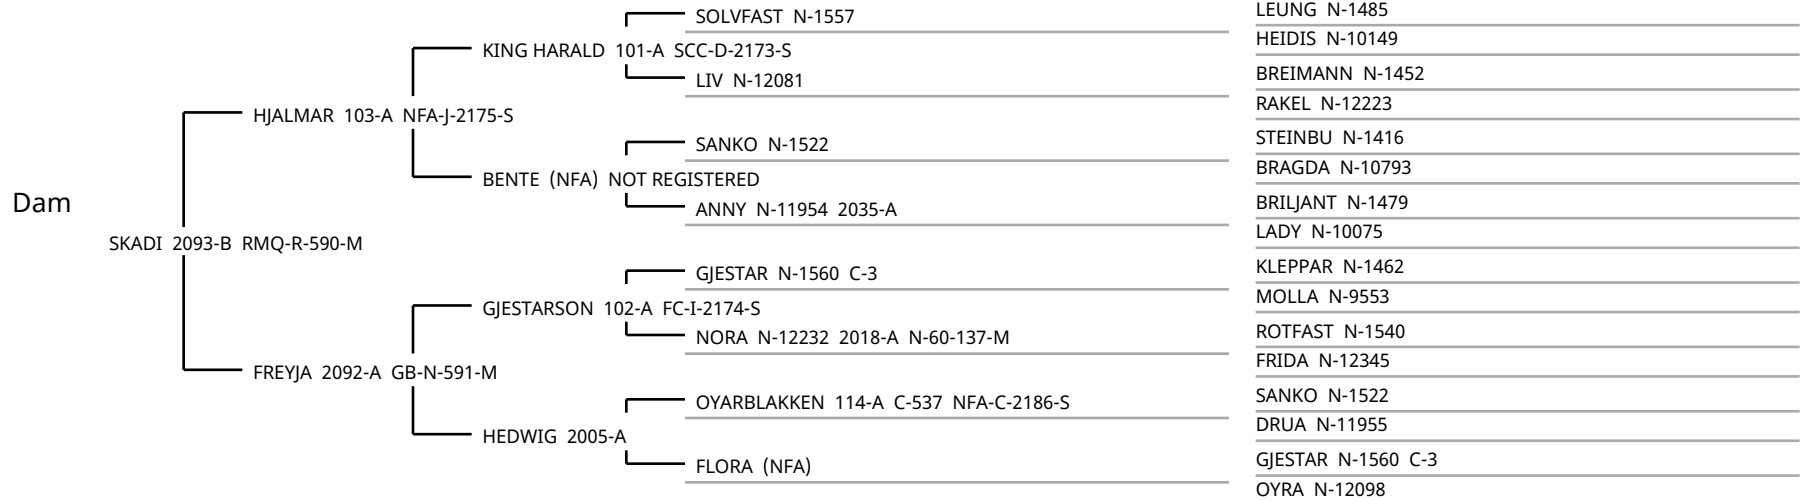 SOLVFAST N-1557
LEUNG N-1485
HEIDIS N-10149
KING HARALD 101-A SCC-D-2173-S
LIV N-12081
BREIMANN N-1452
RAKEL N-12223
HJALMAR 103-A NFA-J-2175-S
SANKO N-1522
STEINBU N-1416
BRAGDA N-10793
BENTE (NFA) NOT REGISTERED
ANNY N-11954 2035-A
BRILJANT N-1479
LADY N-10075
Dam
SKADI 2093-B RMQ-R-590-M
GJESTAR N-1560 C-3
KLEPPAR N-1462
MOLLA N-9553
GJESTARSON 102-A FC-I-2174-S
NORA N-12232 2018-A N-60-137-M
ROTFAST N-1540
FRIDA N-12345
FREYJA 2092-A GB-N-591-M
OYARBLAKKEN 114-A C-537 NFA-C-2186-S
SANKO N-1522
DRUA N-11955
HEDWIG 2005-A
FLORA (NFA)
GJESTAR N-1560 C-3
OYRA N-12098